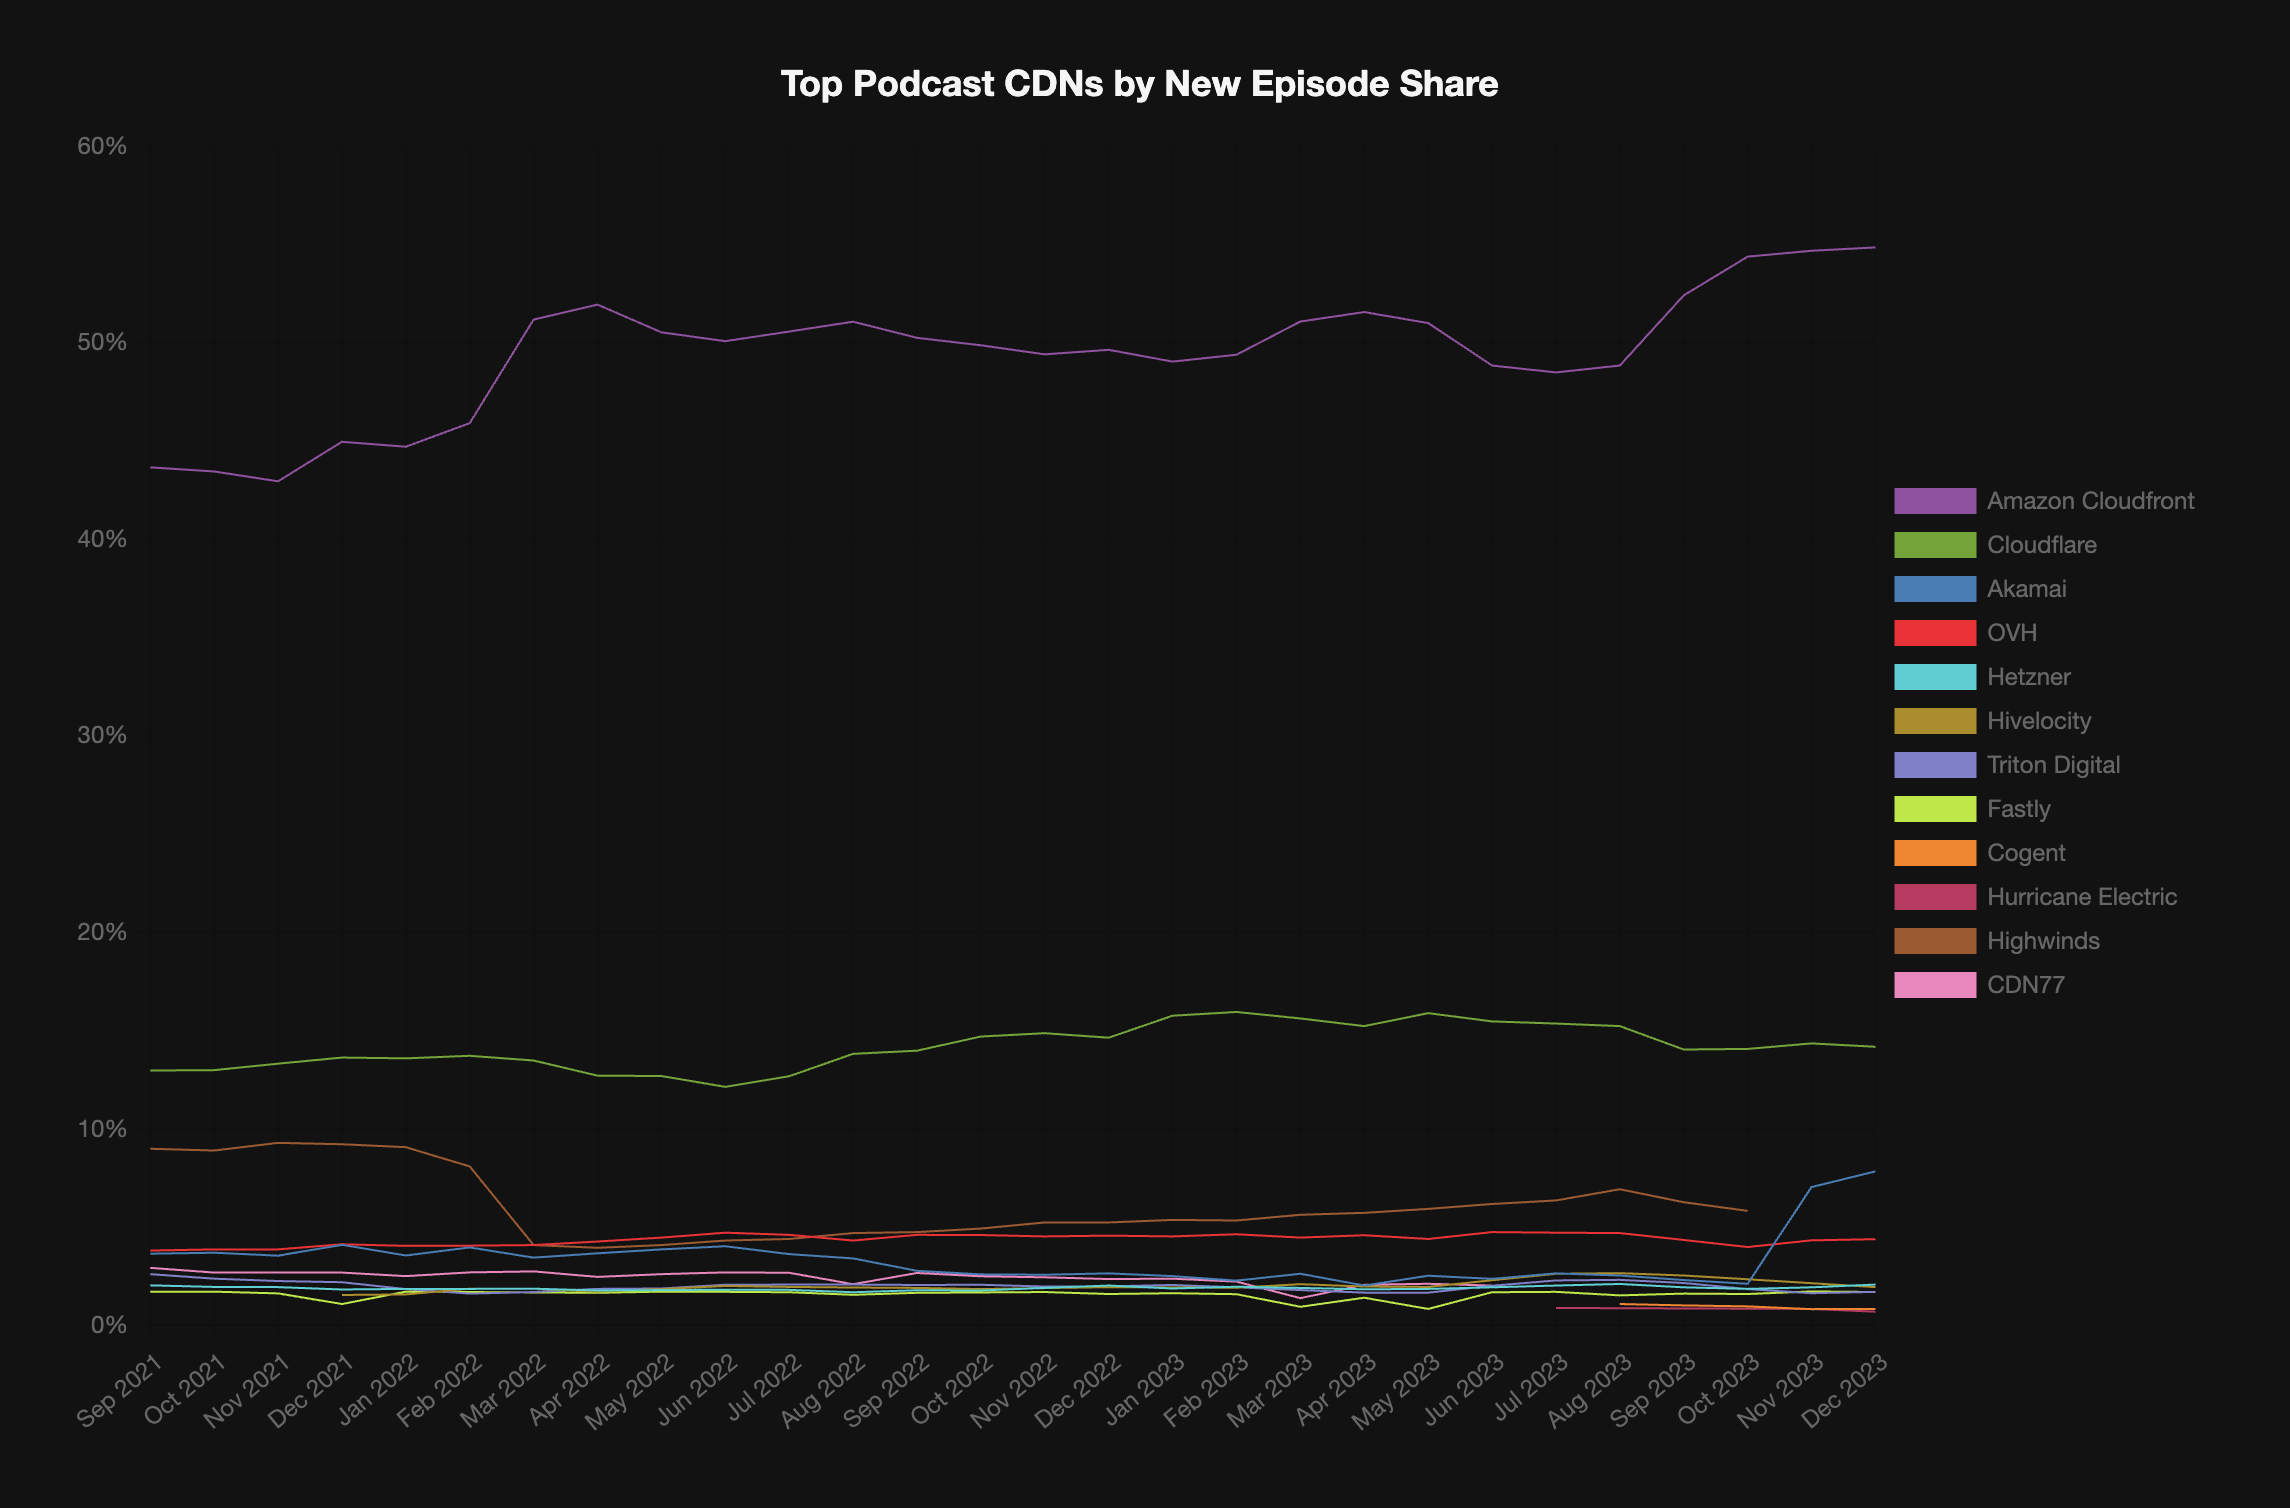 Top Podcast CDNs by New Episode Share
60%
50%
40%
30%
20%
10%
0%
Sep 2021
Oct 2021
Nov 2021
Dec 2021
Jan 2022
Feb 2022
Mar 2022
Apr 2022
May 2022
Jun 2022
Jul 2022
Aug 2022
Sep 2022
Oct 2022
Nov 2022
Dec 2022
Jan 2023
Feb 2023
Mar 2023
Apr 2023
May 2023
Jun 2023
Jul 2023
Aug 2023
Sep 2023
Oct 2023
Nov 2023
Dec 2023
Amazon Cloudfront
Cloudflare
Akamai
OVH
Hetzner
Hivelocity
Triton Digital
Fastly
Cogent
Hurricane Electric
Highwinds
CDN77